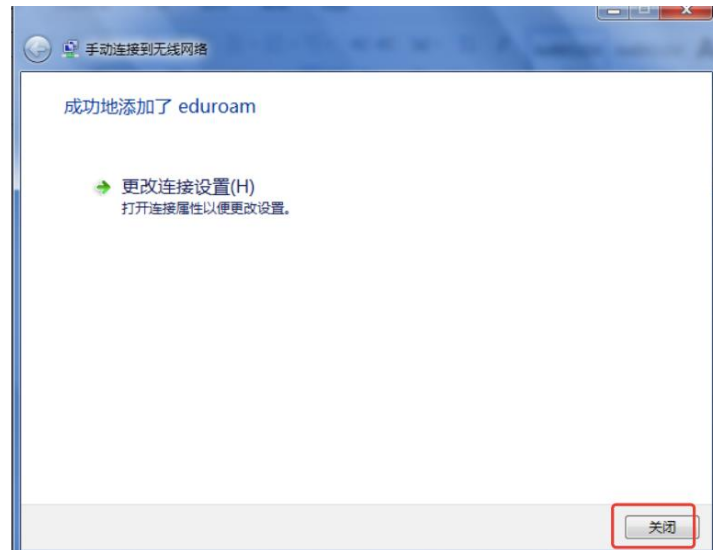 手动连接到无线网络
成功地添加了 eduroam
更改连接设置(H)
打开连接属性以便更改设置。
关闭